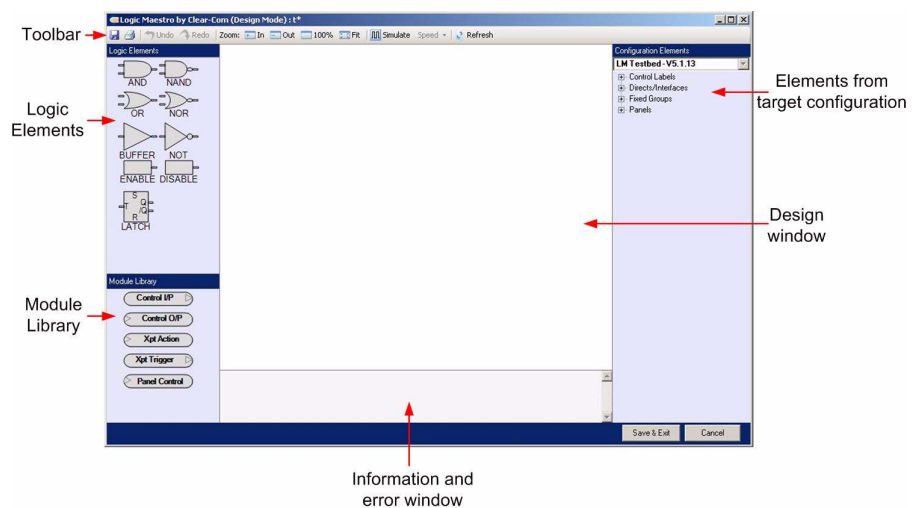 Logic Maestro by Clear-Com (Design Mode) : t*
Toolbar
Undo Redo Zoom: In Out 100% Fit Simulate Speed Refresh
Logic Elements
AND NAND
OR NOR
BUFFER NOT
ENABLE DISABLE
S
T Q
/Q
R
LATCH
Logic
Elements
Module Library
Control I/P
Control O/P
Xpt Action
Xpt Trigger
Panel Control
Module
Library
Configuration Elements
LM Testbed - V5.1.13
Control Labels
Directs/Interfaces
Fixed Groups
Panels
Elements from
target configuration
Design
window
Save & Exit Cancel
Information and
error window